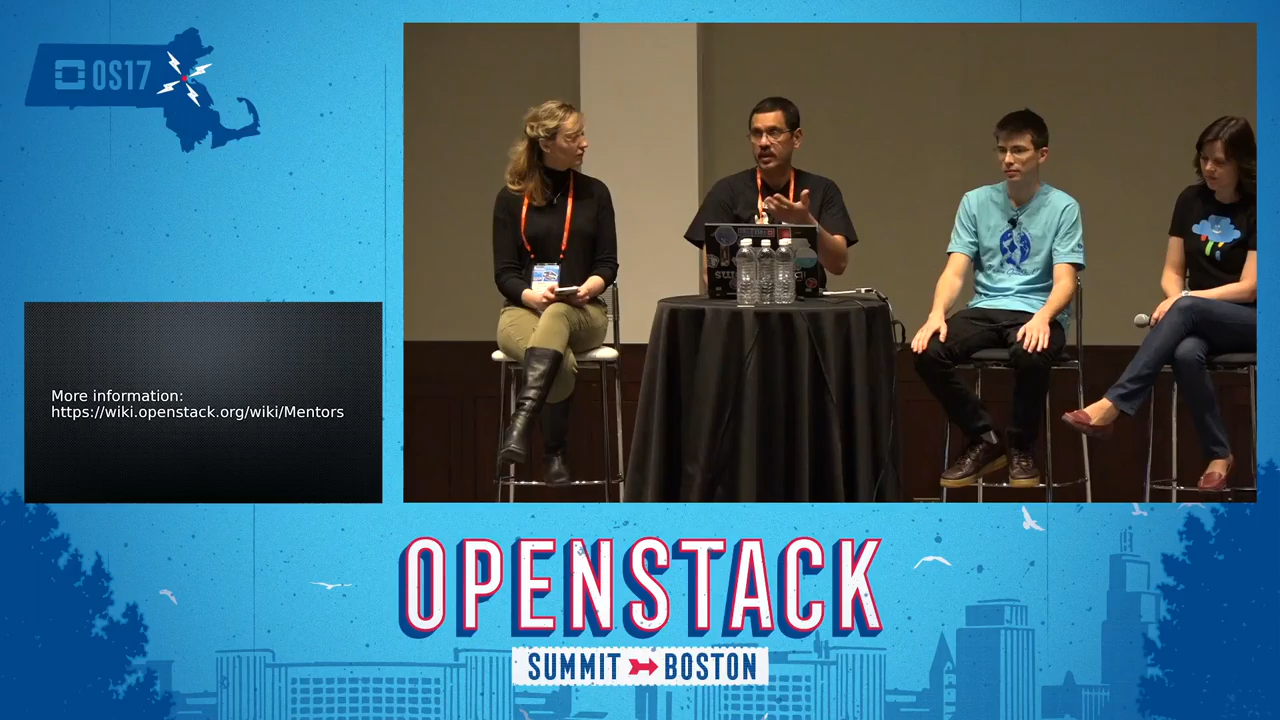 OS17
More information:
https://wiki.openstack.org/wiki/Mentors
OPENSTACK
SUMMIT BOSTON